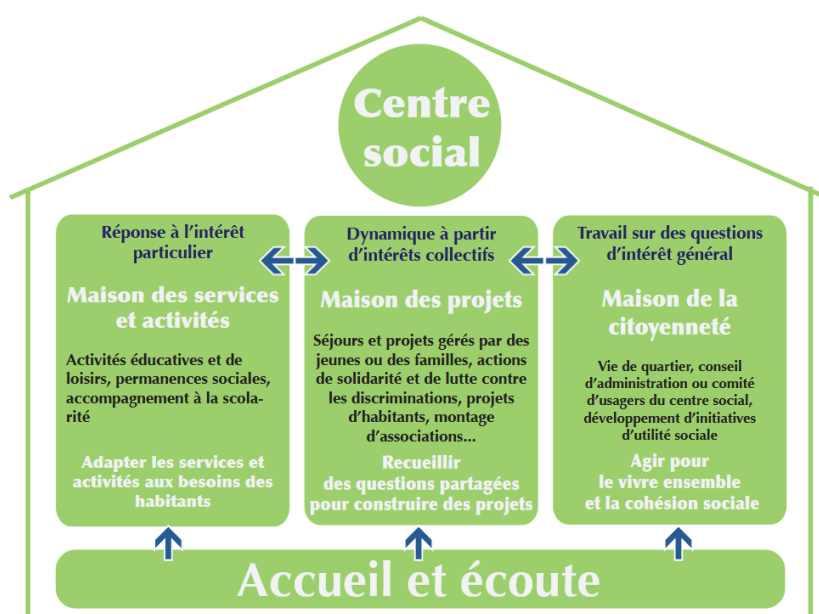 Centre
social
Réponse à l'intérêt
particulier
Maison des services
et activités
Activités éducatives et de
loisirs, permanences sociales,
accompagnement à la scola-
rité
Adapter les services et
activités aux besoins des
habitants
Dynamique à partir
d'intérêts collectifs
Maison des projets
Séjours et projets gérés par des
jeunes ou des familles, actions
de solidarité et de lutte contre
les discriminations, projets
d'habitants, montage
d'associations...
Recueillir
des questions partagées
pour construire des projets
Travail sur des questions
d'intérêt général
Maison de la
citoyenneté
Vie de quartier, conseil
d'administration ou comité
d'usagers du centre social,
développement d'initiatives
d'utilité sociale
Agir pour
le vivre ensemble
et la cohésion sociale
Accueil et écoute